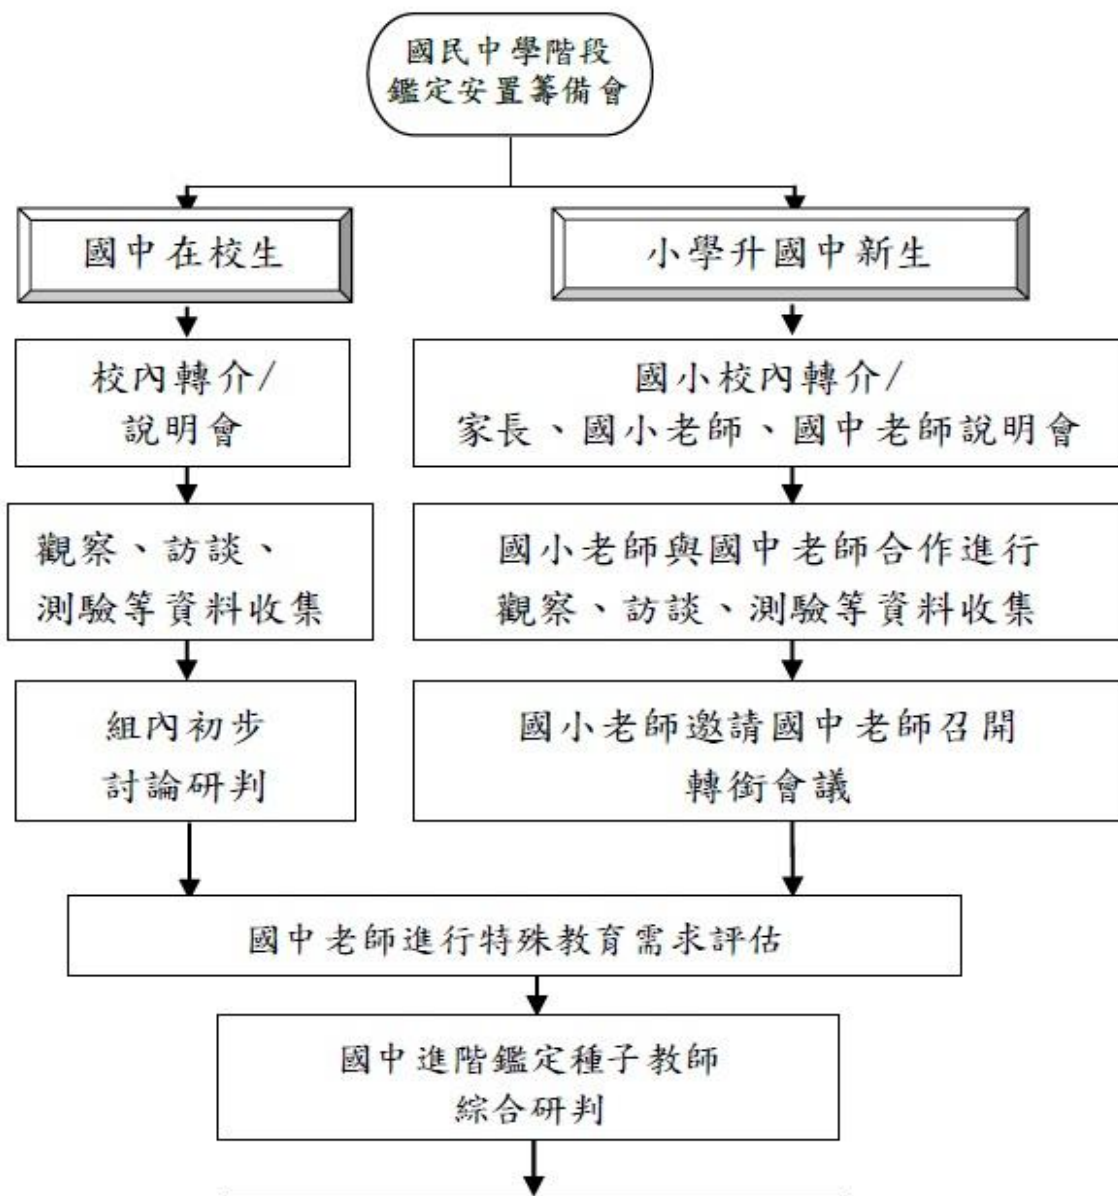 國民中學階段
鑑定安置籌備會
國中在校生
小學升國中新生
校內轉介/
說明會
國小校內轉介/
家長、國小老師、國中老師說明會
觀察、訪談、
測驗等資料收集
國小老師與國中老師合作進行
觀察、訪談、測驗等資料收集
組內初步
討論研判
國小老師邀請國中老師召開
轉銜會議
國中老師進行特殊教育需求評估
國中進階鑑定種子教師
綜合研判